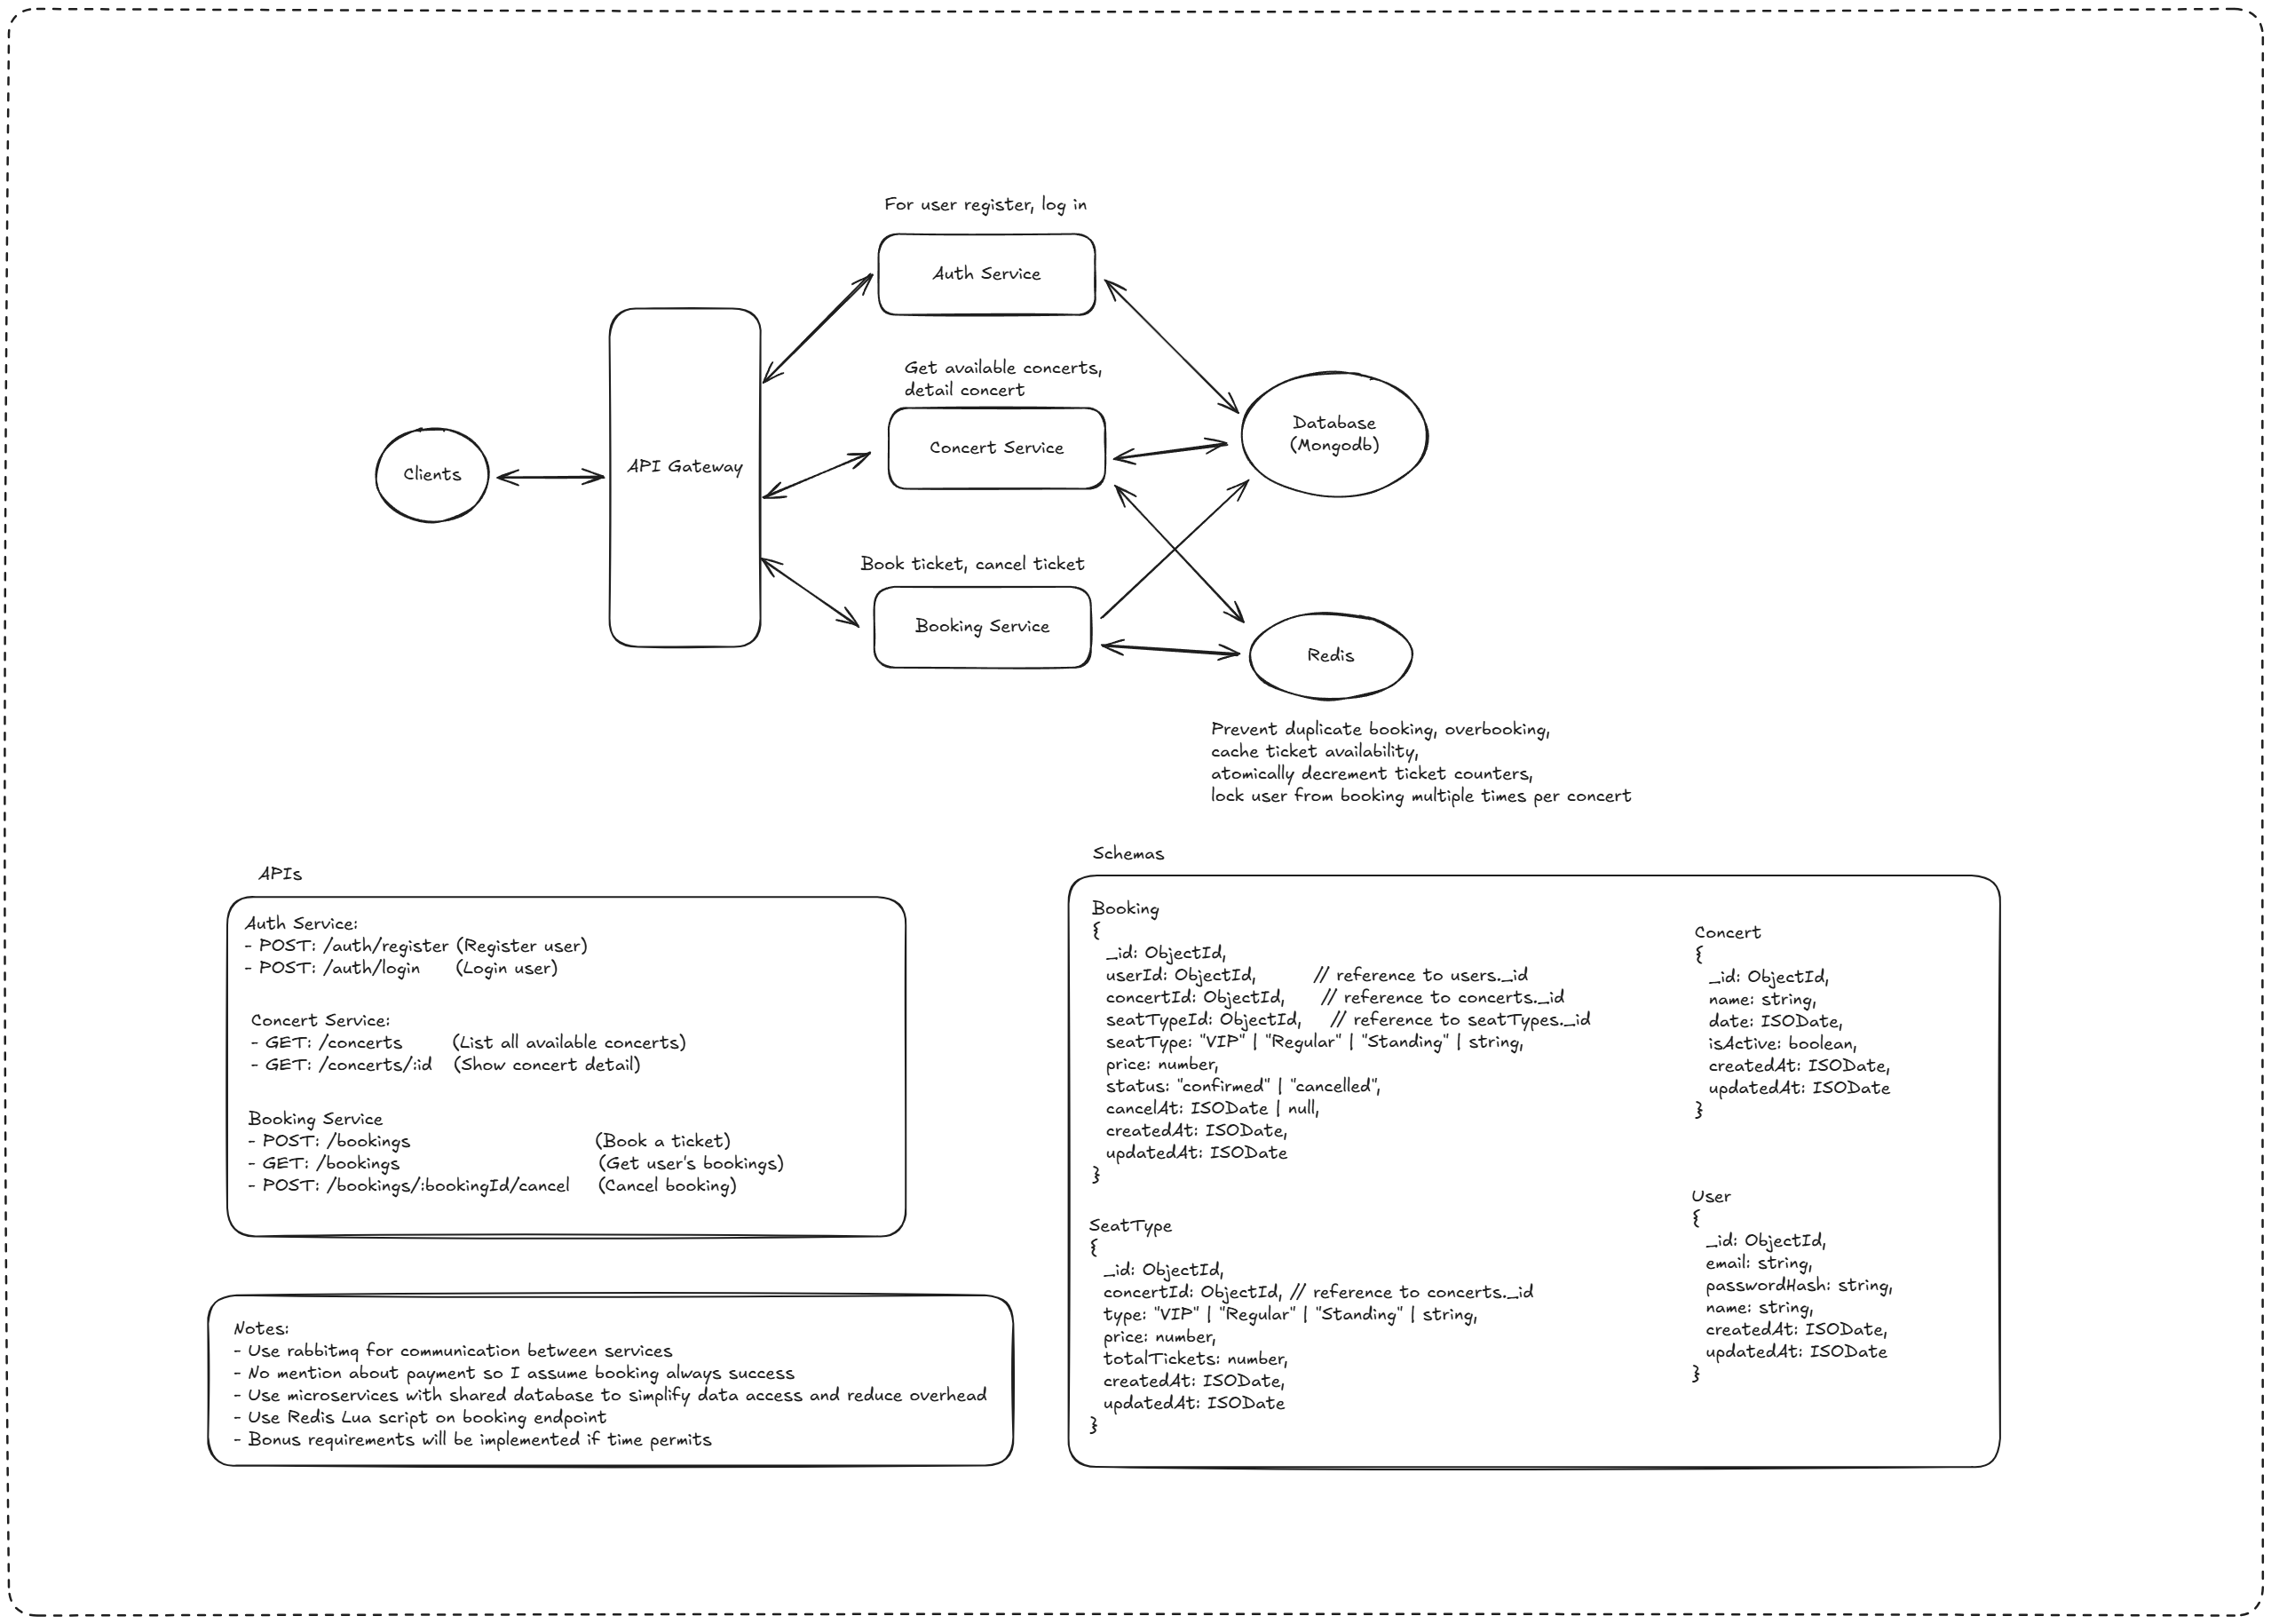 For user register, log in
Auth Service
Get available concerts,
detail concert
Concert Service
Clients
API Gateway
Database
(Mongodb)
Book ticket, cancel ticket
Booking Service
Redis
Prevent duplicate booking, overbooking,
cache ticket availability,
atomically decrement ticket counters,
lock user from booking multiple times per concert
APIs
Auth Service:
- POST: /auth/register (Register user)
- POST: /auth/login (Login user)
Concert Service:
- GET: /concerts (List all available concerts)
- GET: /concerts/:id (Show concert detail)
Booking Service
- POST: /bookings (Book a ticket)
- GET: /bookings (Get user's bookings)
- POST: /bookings/:bookingId/cancel (Cancel booking)
Notes:
- Use rabbitmq for communication between services
- No mention about payment so I assume booking always success
- Use microservices with shared database to simplify data access and reduce overhead
- Use Redis Lua script on booking endpoint
- Bonus requirements will be implemented if time permits
Schemas
Booking
{
_id: ObjectId,
userId: ObjectId, // reference to users._id
concertId: ObjectId, // reference to concerts._id
seatTypeId: ObjectId, // reference to seatTypes._id
seatType: "VIP" | "Regular" | "Standing" | string,
price: number,
status: "confirmed" | "cancelled",
cancelAt: ISODate | null,
createdAt: ISODate,
updatedAt: ISODate
}
SeatType
{
_id: ObjectId,
concertId: ObjectId, // reference to concerts._id
type: "VIP" | "Regular" | "Standing" | string,
price: number,
totalTickets: number,
createdAt: ISODate,
updatedAt: ISODate
}
Concert
{
_id: ObjectId,
name: string,
date: ISODate,
isActive: boolean,
createdAt: ISODate,
updatedAt: ISODate
}
User
{
_id: ObjectId,
email: string,
passwordHash: string,
name: string,
createdAt: ISODate,
updatedAt: ISODate
}